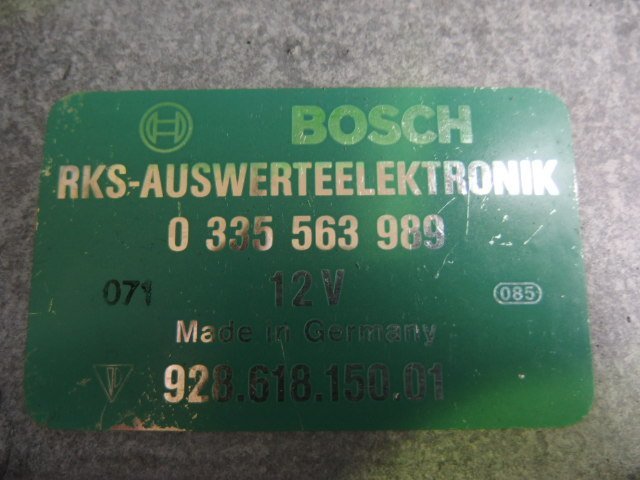 BOSCH
RKS-AUSWERTEELEKTRONIK
0 335 563 989
071 12 V 085
Made in Germany
928.618.150.01